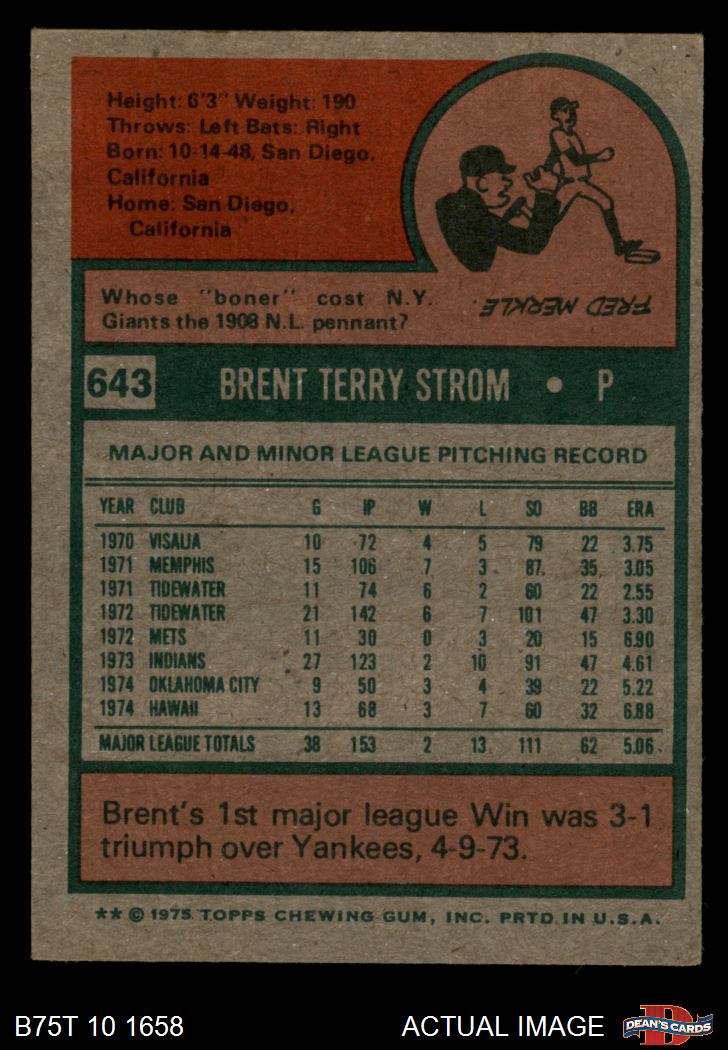 Height: 6'3" Weight: 190
Throws: Left Bats: Right
Born: 10-14-48, San Diego,
California
Home: San Diego,
California
Whose "boner" cost N.Y.
Giants the 1908 N.L. pennant?
FRED MERKLE.
643 BRENT TERRY STROM • P
MAJOR AND MINOR LEAGUE PITCHING RECORD
YEAR CLUB G IP W L SO BB ERA
1970 VISALIA 10 72 4 5 79 22 3.75
1971 MEMPHIS 15 106 7 3 87 35 3.05
1971 TIDEWATER 11 74 6 2 60 22 2.55
1972 TIDEWATER 21 142 6 7 101 47 3.30
1972 METS 11 30 0 3 20 15 6.90
1973 INDIANS 27 123 2 10 91 47 4.61
1974 OKLAHOMA CITY 9 50 3 4 39 22 5.22
1974 HAWAII 13 68 3 7 60 32 6.88
MAJOR LEAGUE TOTALS 38 153 2 13 111 62 5.06
Brent's 1st major league Win was 3-1
triumph over Yankees, 4-9-73.
** © 1975 TOPPS CHEWING GUM, INC. PRTD. IN U.S.A.
B75T 10 1658 ACTUAL IMAGE D DEAN'S CARDS